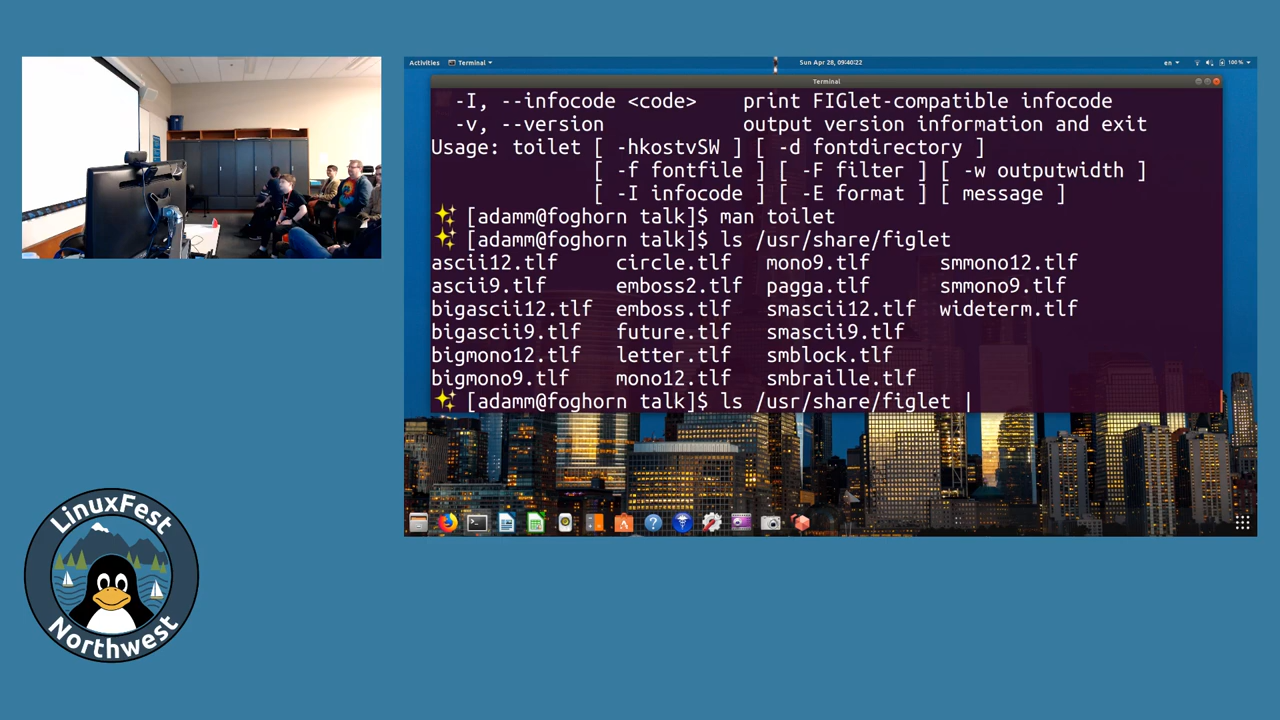 Activities Terminal Sun Apr 28, 09:40:22 en 100 %
Terminal
-I, --infocode <code> print FIGlet-compatible infocode
-v, --version output version information and exit
Usage: toilet [ -hkostvSW ] [ -d fontdirectory ]
[ -f fontfile ] [ -F filter ] [ -w outputwidth ]
[ -I infocode ] [ -E format ] [ message ]
[adamm@foghorn talk]$ man toilet
[adamm@foghorn talk]$ ls /usr/share/figlet
ascii12.tlf circle.tlf mono9.tlf smmono12.tlf
ascii9.tlf emboss2.tlf pagga.tlf smmono9.tlf
bigascii12.tlf emboss.tlf smascii12.tlf wideterm.tlf
bigascii9.tlf future.tlf smascii9.tlf
bigmono12.tlf letter.tlf smblock.tlf
bigmono9.tlf mono12.tlf smbraille.tlf
[adamm@foghorn talk]$ ls /usr/share/figlet |
LinuxFest
Northwest